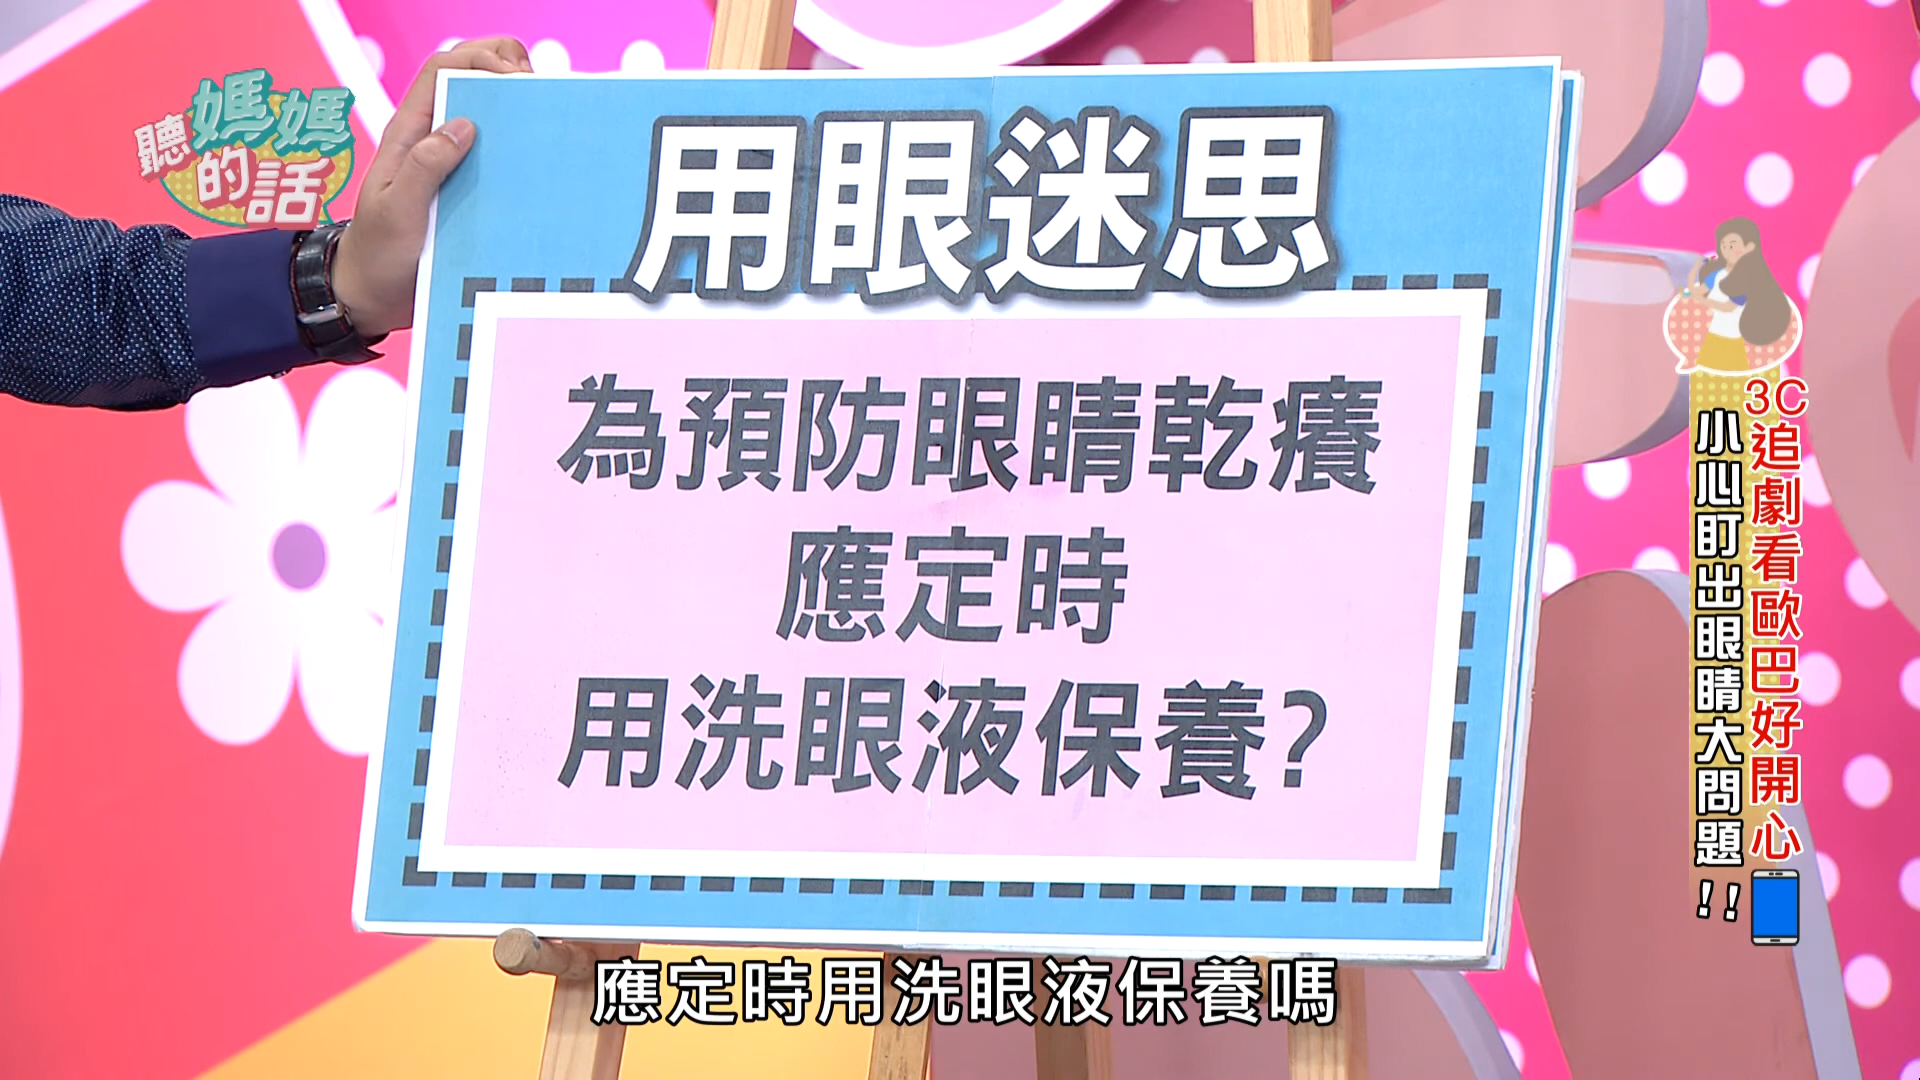 聽媽媽
的話
用眼迷思
為預防眼睛乾癢
應定時
用洗眼液保養?
3C追劇看歐巴好開心
小心盯出眼睛大問題!!
應定時用洗眼液保養嗎